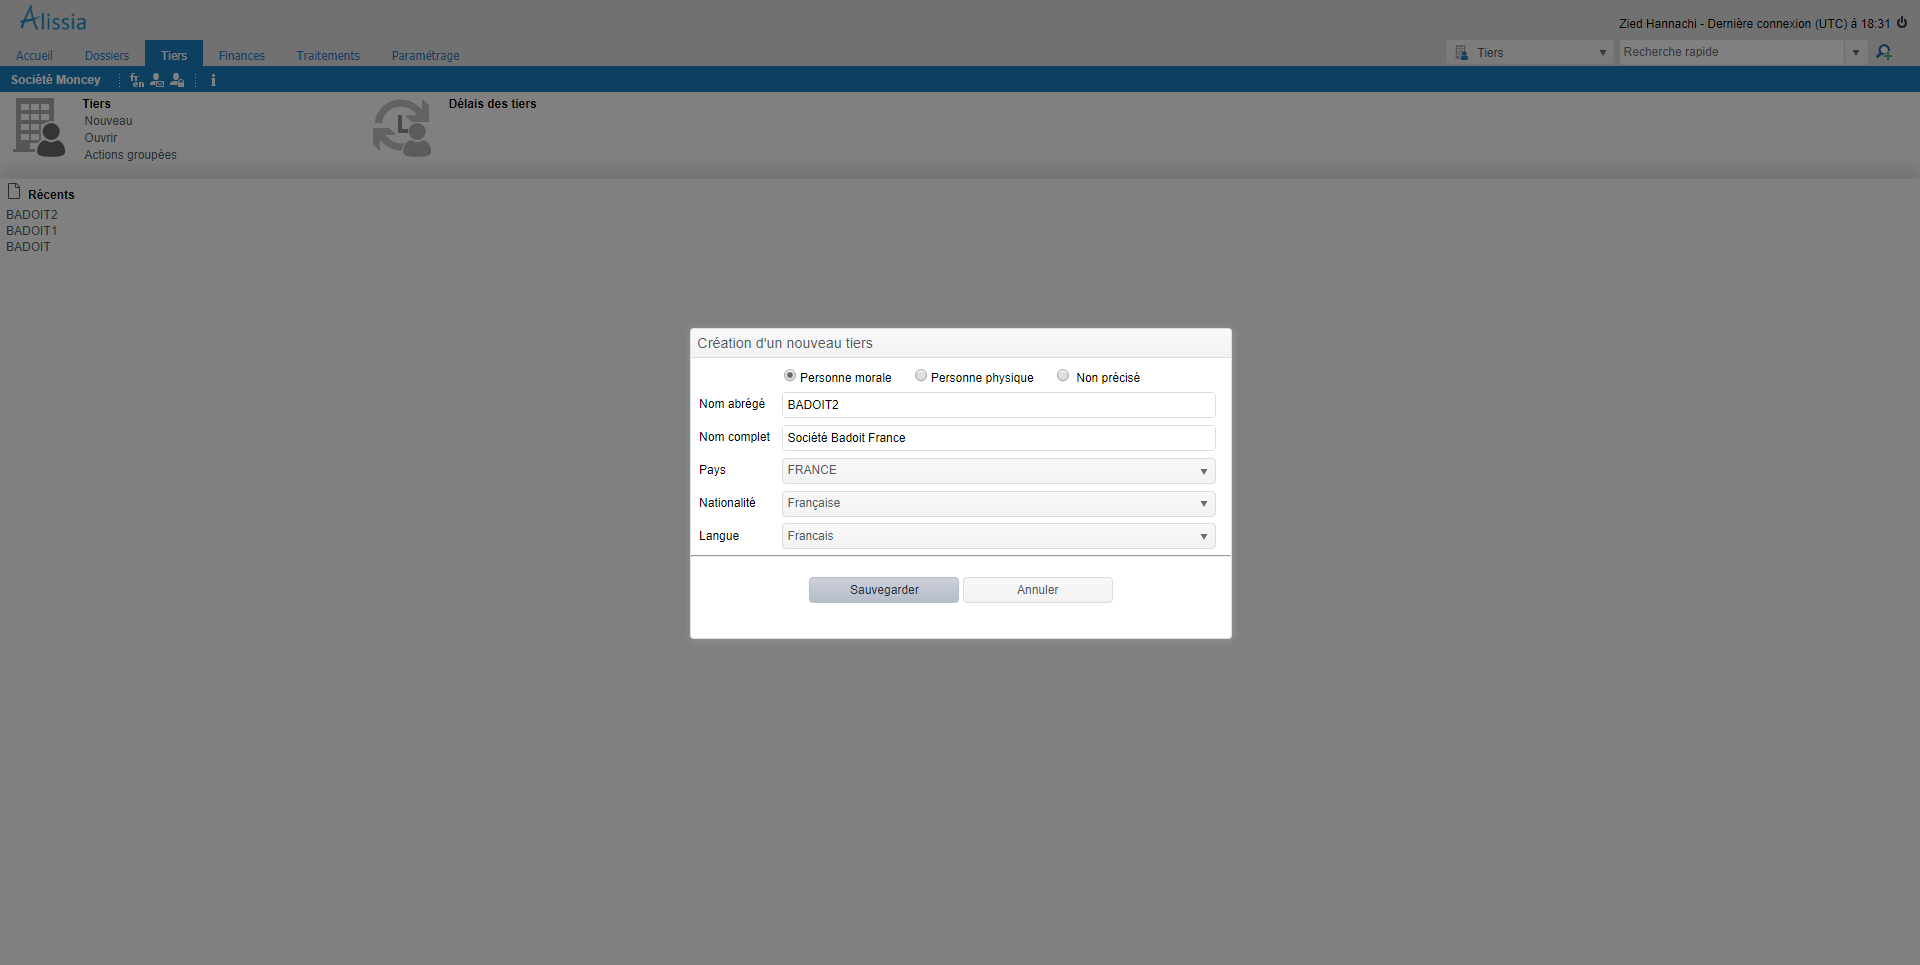 Alissia
Zied Hannachi - Dernière connexion (UTC) à 18:31
Accueil Dossiers Tiers Finances Traitements Paramétrage
Tiers Recherche rapide
Société Moncey fr en i
Tiers
Nouveau
Ouvrir
Actions groupées
Délais des tiers
Récents
BADOIT2
BADOIT1
BADOIT
Création d'un nouveau tiers
Personne morale Personne physique Non précisé
Nom abrégé BADOIT2
Nom complet Société Badoit France
Pays FRANCE
Nationalité Française
Langue Francais
Sauvegarder Annuler